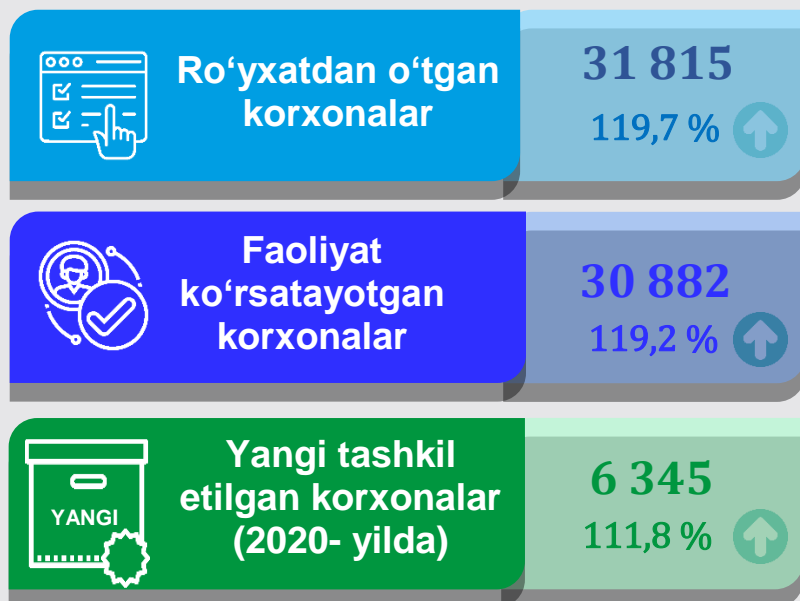 Ro‘yxatdan o‘tgan
korxonalar
31 815
119,7 %
Faoliyat
ko‘rsatayotgan
korxonalar
30 882
119,2 %
YANGI
Yangi tashkil
etilgan korxonalar
(2020- yilda)
6 345
111,8 %